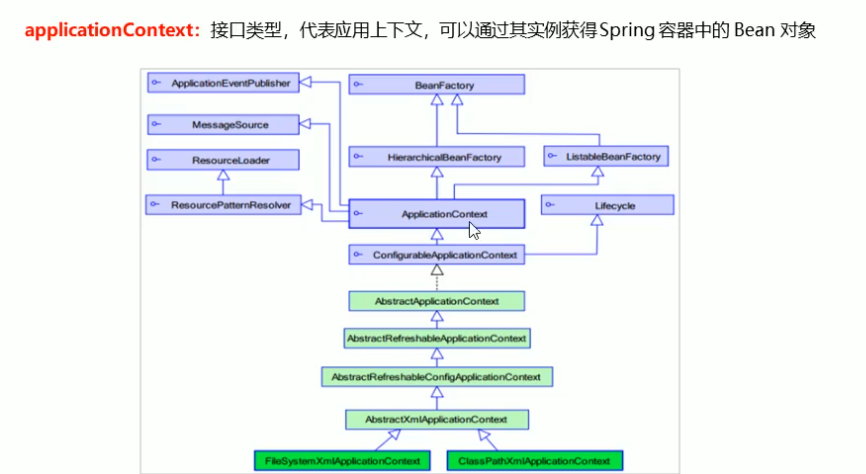 applicationContext：接口类型，代表应用上下文，可以通过其实例获得Spring 容器中的 Bean 对象
ApplicationEventPublisher
BeanFactory
MessageSource
ResourceLoader
HierarchicalBeanFactory
ListableBeanFactory
ResourcePatternResolver
ApplicationContext
Lifecycle
ConfigurableApplicationContext
AbstractApplicationContext
AbstractRefreshableApplicationContext
AbstractRefreshableConfigApplicationContext
AbstractXmlApplicationContext
FileSystemXmlApplicationContext
ClassPathXmlApplicationContext